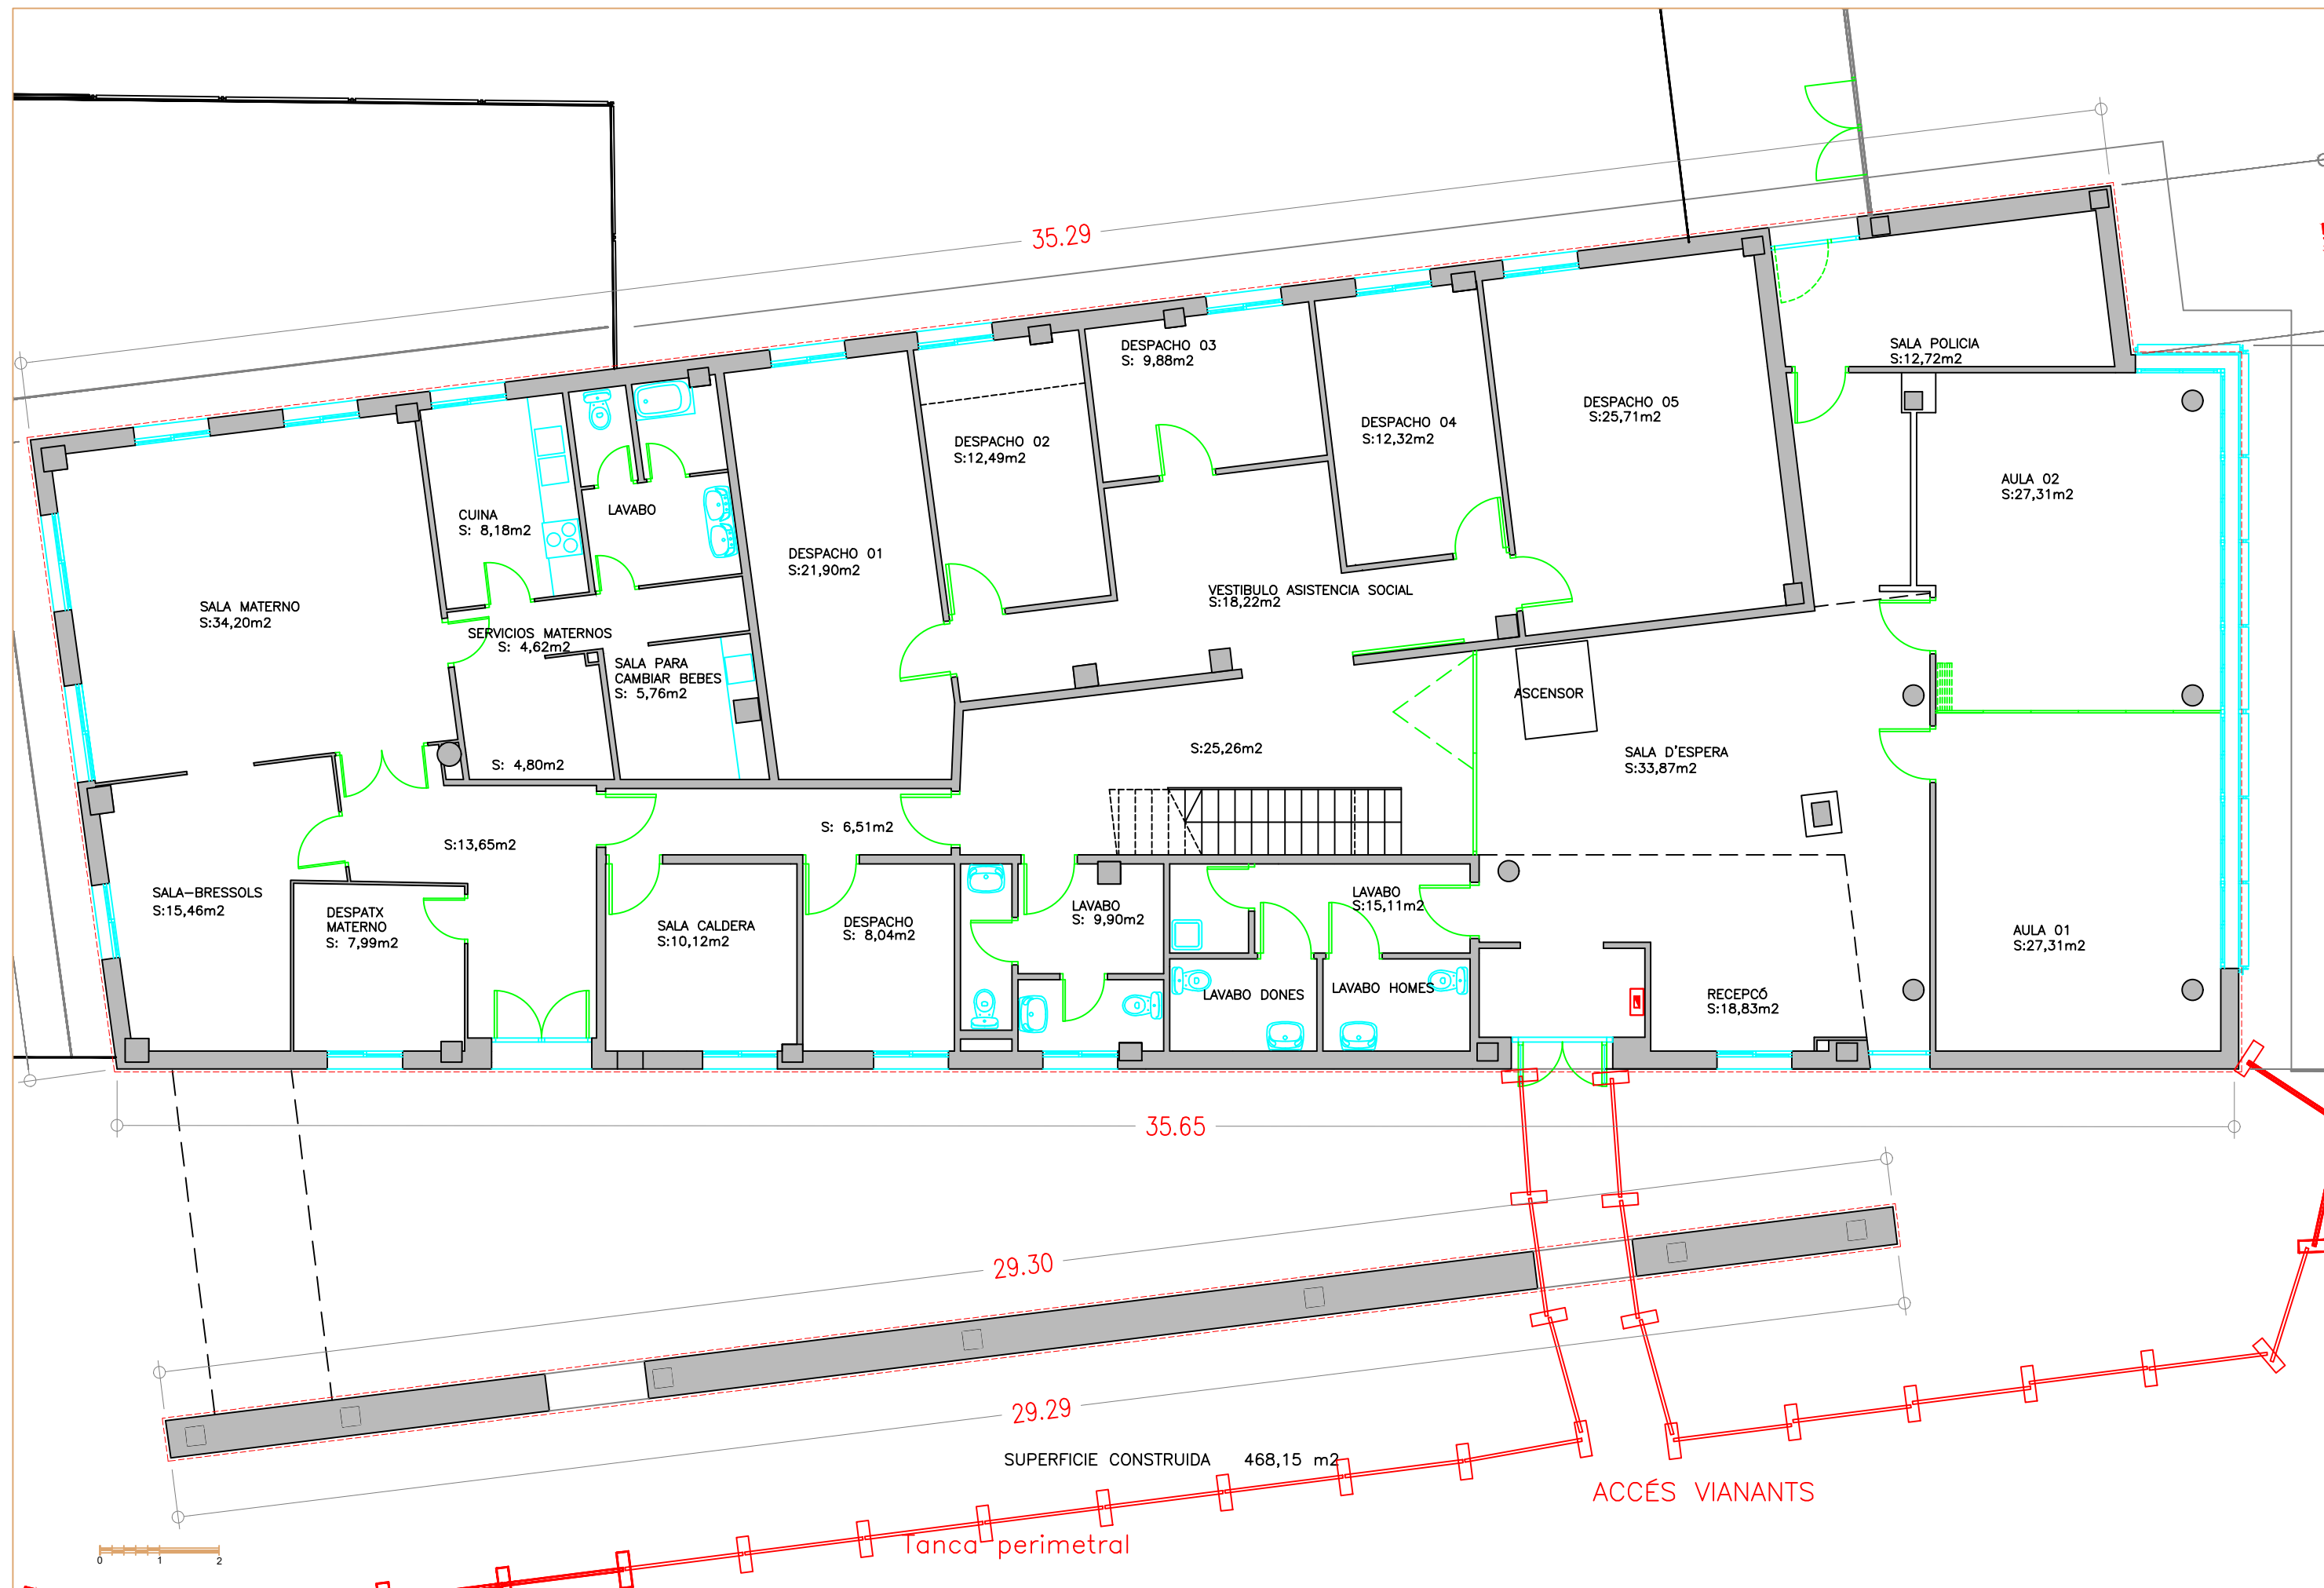 35.29
SALA POLICIA
S:12,72m2
DESPACHO 03
S: 9,88m2
DESPACHO 05
S:25,71m2
DESPACHO 04
S:12,32m2
DESPACHO 02
S:12,49m2
AULA 02
S:27,31m2
CUINA
S: 8,18m2
LAVABO
DESPACHO 01
S:21,90m2
VESTIBULO ASISTENCIA SOCIAL
S:18,22m2
SALA MATERNO
S:34,20m2
SERVICIOS MATERNOS
S: 4,62m2
SALA PARA
CAMBIAR BEBES
S: 5,76m2
ASCENSOR
S: 4,80m2
S:25,26m2
SALA D'ESPERA
S:33,87m2
S:13,65m2
S: 6,51m2
SALA-BRESSOLS
S:15,46m2
DESPATX
MATERNO
S: 7,99m2
SALA CALDERA
S:10,12m2
DESPACHO
S: 8,04m2
LAVABO
S: 9,90m2
LAVABO
S:15,11m2
LAVABO DONES
LAVABO HOMES
RECEPCÓ
S:18,83m2
AULA 01
S:27,31m2
35.65
29.30
29.29
SUPERFICIE CONSTRUIDA 468,15 m2
ACCÉS VIANANTS
Tanca perimetral
0 1 2